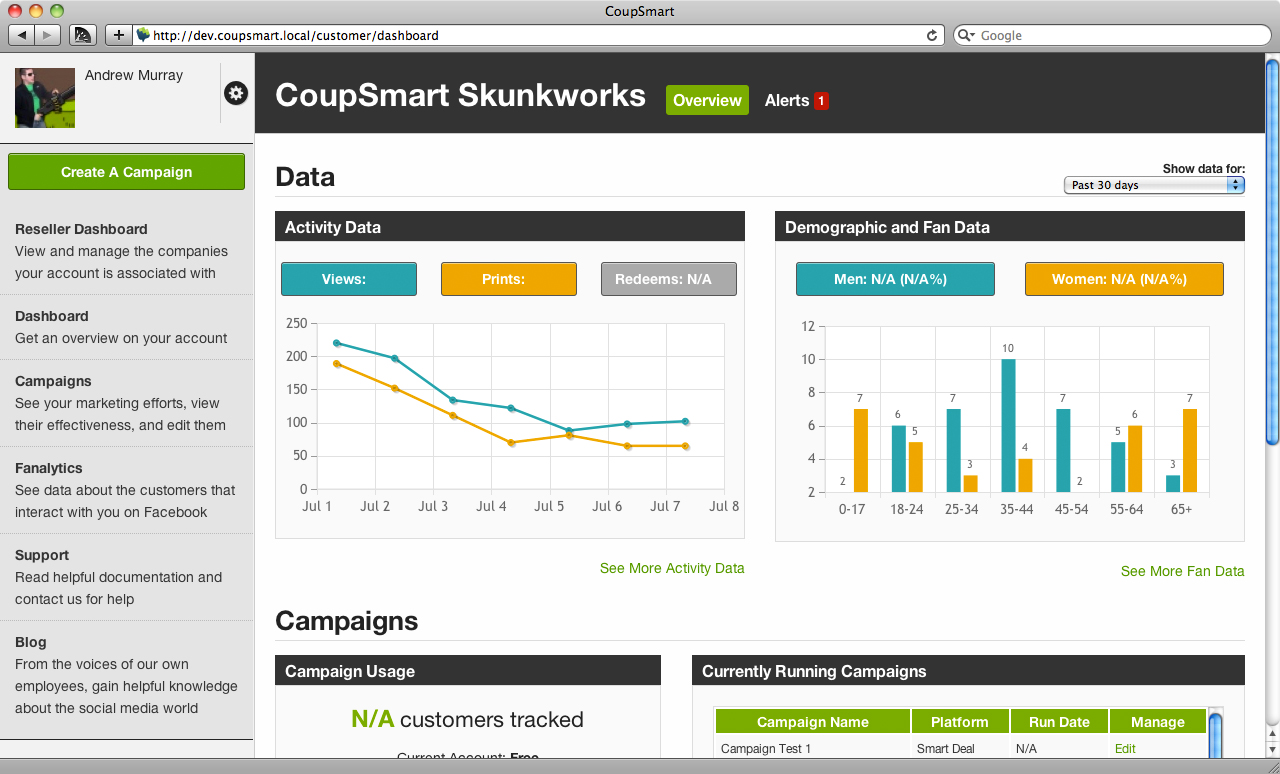 CoupSmart
http://dev.coupsmart.local/customer/dashboard
Google
Andrew Murray
Create A Campaign
Reseller Dashboard
View and manage the companies
your account is associated with
Dashboard
Get an overview on your account
Campaigns
See your marketing efforts, view
their effectiveness, and edit them
Fanalytics
See data about the customers that
interact with you on Facebook
Support
Read helpful documentation and
contact us for help
Blog
From the voices of our own
employees, gain helpful knowledge
about the social media world
CoupSmart Skunkworks
Overview
Alerts 1
Data
Show data for:
Past 30 days
Activity Data
Views:
Prints:
Redeems: N/A
250
200
150
100
50
0
Jul 1 Jul 2 Jul 3 Jul 4 Jul 5 Jul 6 Jul 7 Jul 8
See More Activity Data
Demographic and Fan Data
Men: N/A (N/A%)
Women: N/A (N/A%)
12
10
8
6
4
2
2 7 6 5 7 3 10 4 7 2 5 6 3 7
0-17 18-24 25-34 35-44 45-54 55-64 65+
See More Fan Data
Campaigns
Campaign Usage
N/A customers tracked
Current Account: Free
Currently Running Campaigns
Campaign Name Platform Run Date Manage
Campaign Test 1 Smart Deal N/A Edit